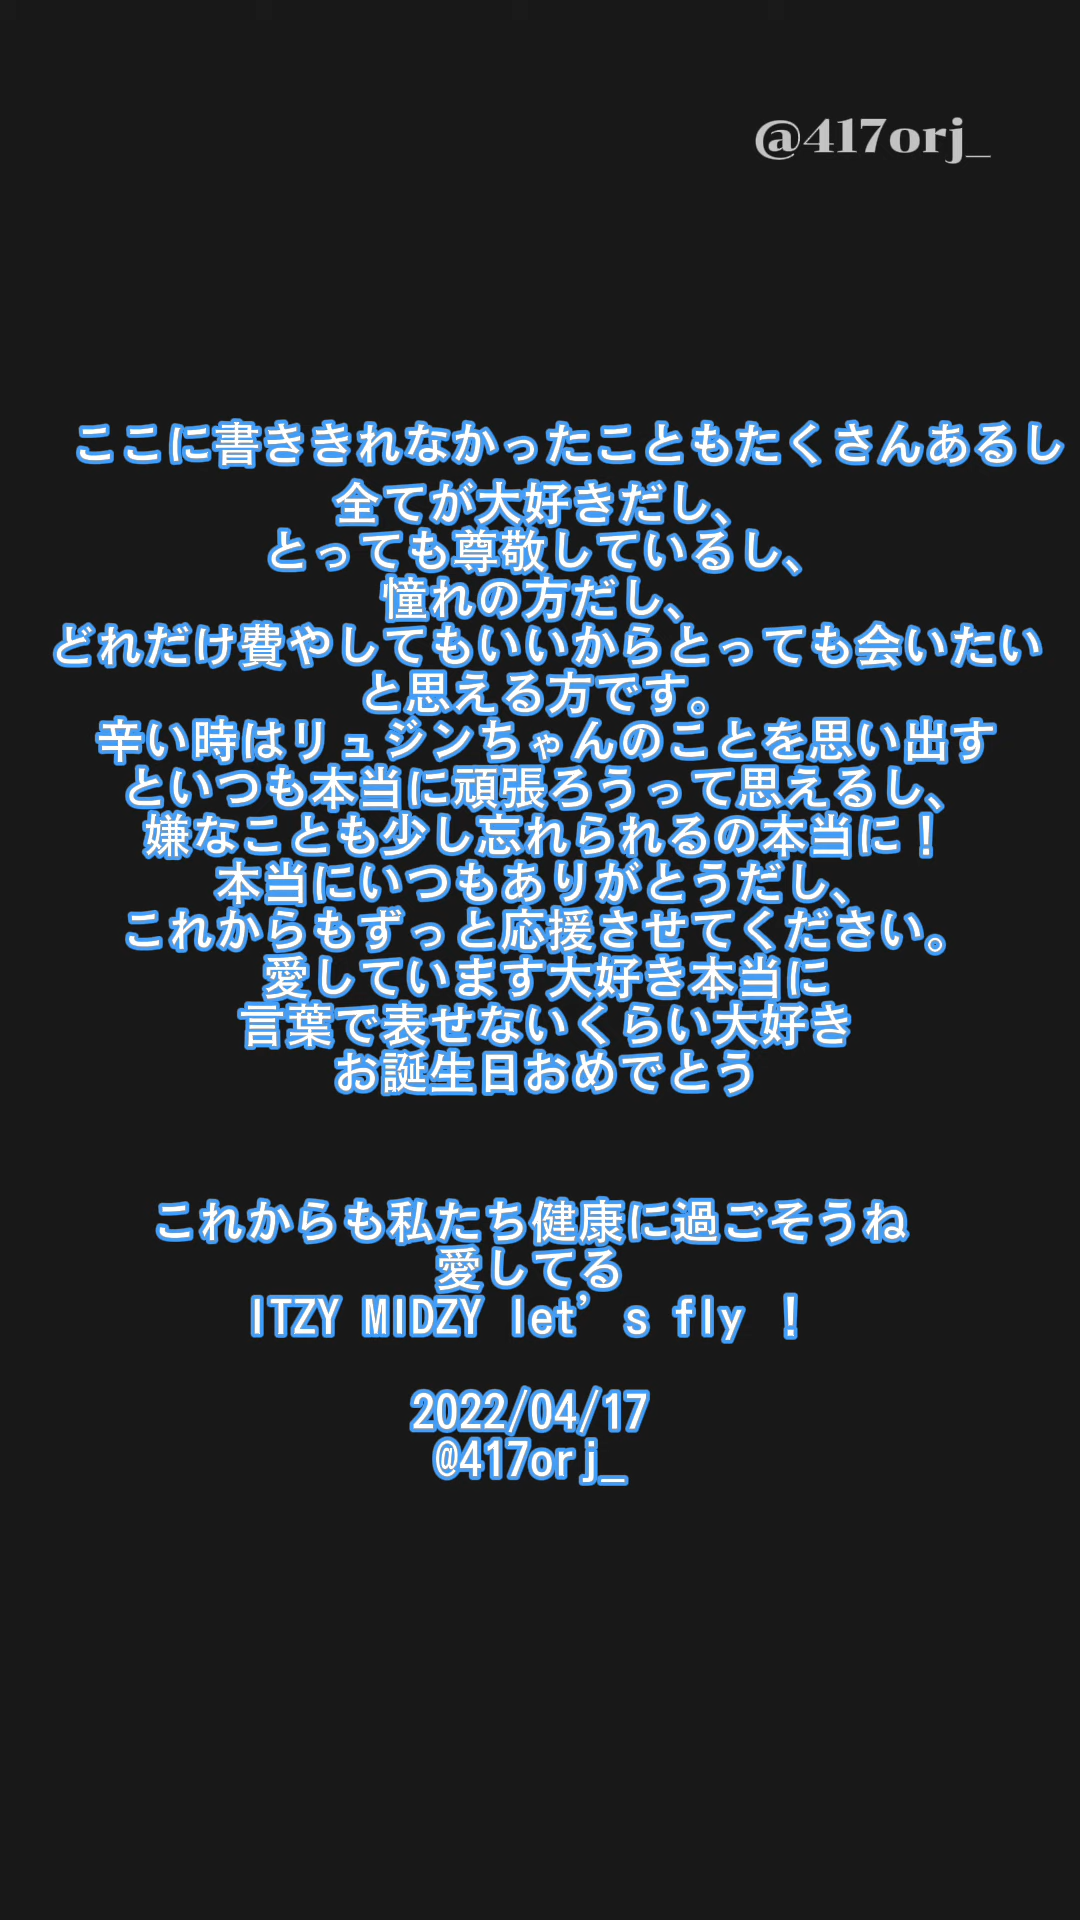 @417orj_
ここに書ききれなかったこともたくさんあるし
全てが大好きだし、
とっても尊敬しているし、
憧れの方だし、
どれだけ費やしてもいいからとっても会いたい
と思える方です。
辛い時はリュジンちゃんのことを思い出す
といつも本当に頑張ろうって思えるし、
嫌なことも少し忘れられるの本当に！
本当にいつもありがとうだし、
これからもずっと応援させてください。
愛しています大好き本当に
言葉で表せないくらい大好き
お誕生日おめでとう
これからも私たち健康に過ごそうね
愛してる
ITZY MIDZY let’s fly ！
2022/04/17
@417orj_